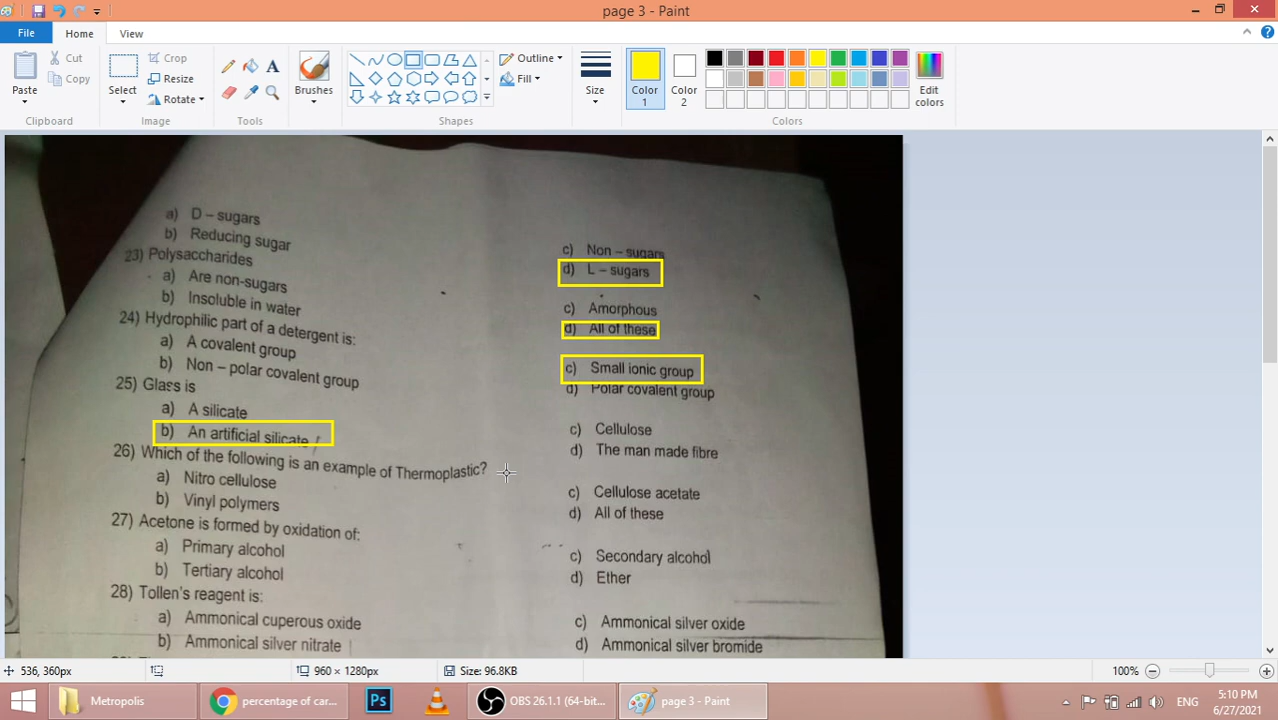 page 3 - Paint
File
Home
View
Paste
Cut
Copy
Clipboard
Select
Crop
Resize
Rotate
Image
Tools
Brushes
Shapes
Outline
Fill
Size
Color
1
Color
2
Edit
colors
Colors
a) D – sugars
b) Reducing sugar
c) Non – sugars
d) L – sugars
23) Polysaccharides
a) Are non-sugars
b) Insoluble in water
c) Amorphous
d) All of these
24) Hydrophilic part of a detergent is:
a) A covalent group
b) Non – polar covalent group
c) Small ionic group
d) Polar covalent group
25) Glass is
a) A silicate
b) An artificial silicate
c) Cellulose
d) The man made fibre
26) Which of the following is an example of Thermoplastic?
a) Nitro cellulose
b) Vinyl polymers
c) Cellulose acetate
d) All of these
27) Acetone is formed by oxidation of:
a) Primary alcohol
b) Tertiary alcohol
c) Secondary alcohol
d) Ether
28) Tollen's reagent is:
a) Ammonical cuperous oxide
b) Ammonical silver nitrate
c) Ammonical silver oxide
d) Ammonical silver bromide
536, 360px
960 × 1280px
Size: 96.8KB
100%
Metropolis
percentage of car...
Ps
OBS 26.1.1 (64-bit...
page 3 - Paint
ENG
5:10 PM
6/27/2021